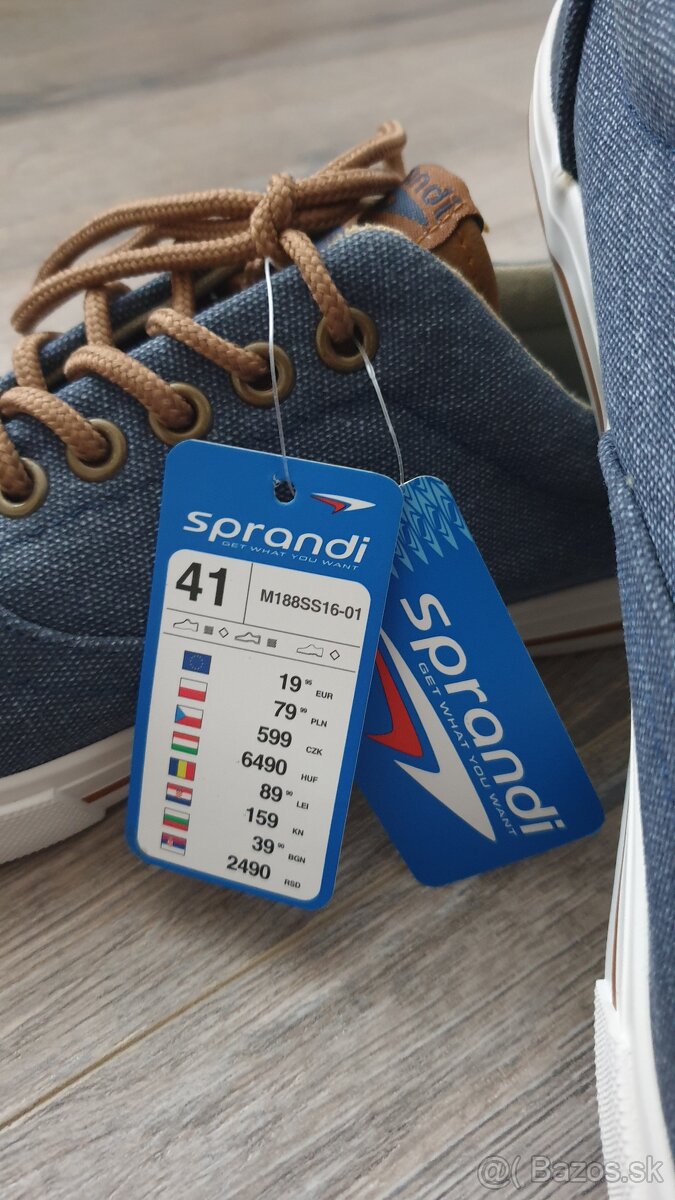 ndi
sprandi
GET WHAT YOU WANT
41
M188SS16-01
19 95 EUR
79 99 PLN
599 CZK
6490 HUF
89 90 LEI
159 KN
39 90 BGN
2490 RSD
sprandi
GET WHAT YOU WANT
@( Bazos.sk